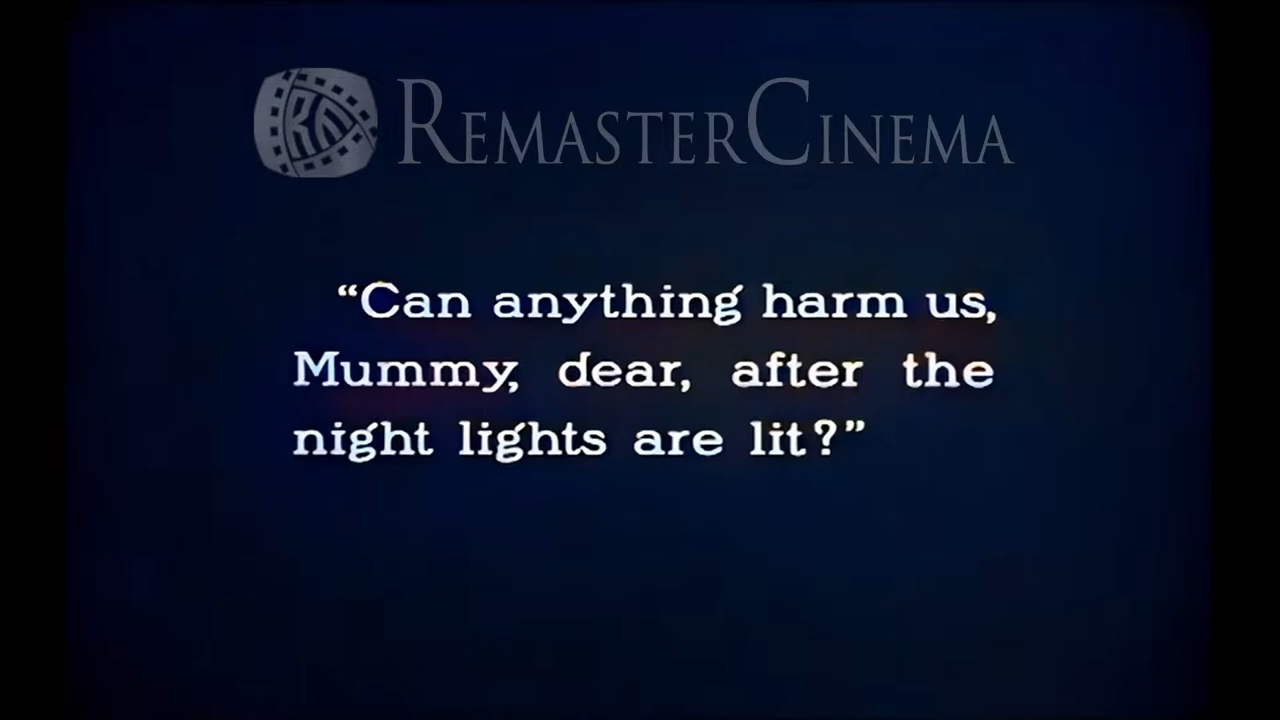 REMASTERCINEMA
“Can anything harm us,
Mummy, dear, after the
night lights are lit?”